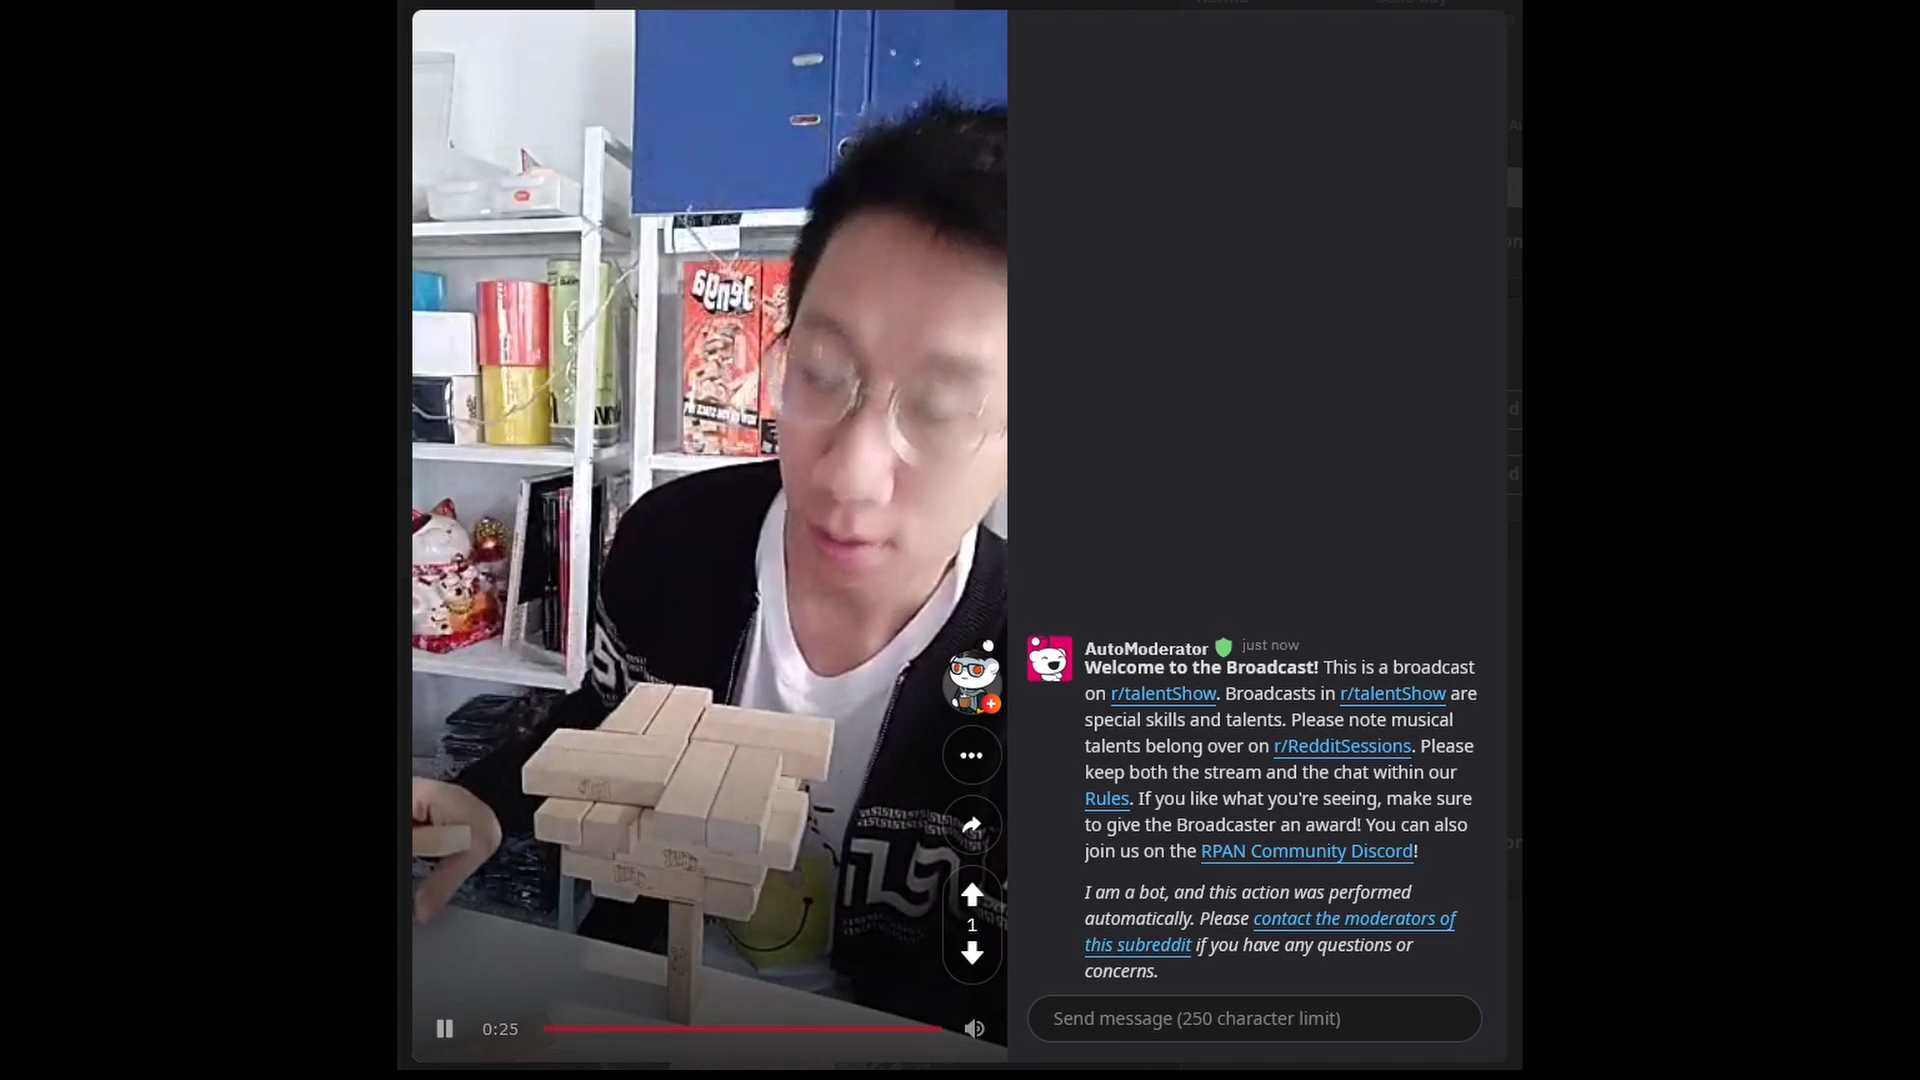 Jenga
AutoModerator just now
Welcome to the Broadcast! This is a broadcast
on r/talentShow. Broadcasts in r/talentShow are
special skills and talents. Please note musical
talents belong over on r/RedditSessions. Please
keep both the stream and the chat within our
Rules. If you like what you're seeing, make sure
to give the Broadcaster an award! You can also
join us on the RPAN Community Discord!
I am a bot, and this action was performed
automatically. Please contact the moderators of
this subreddit if you have any questions or
concerns.
1
0:25
Send message (250 character limit)